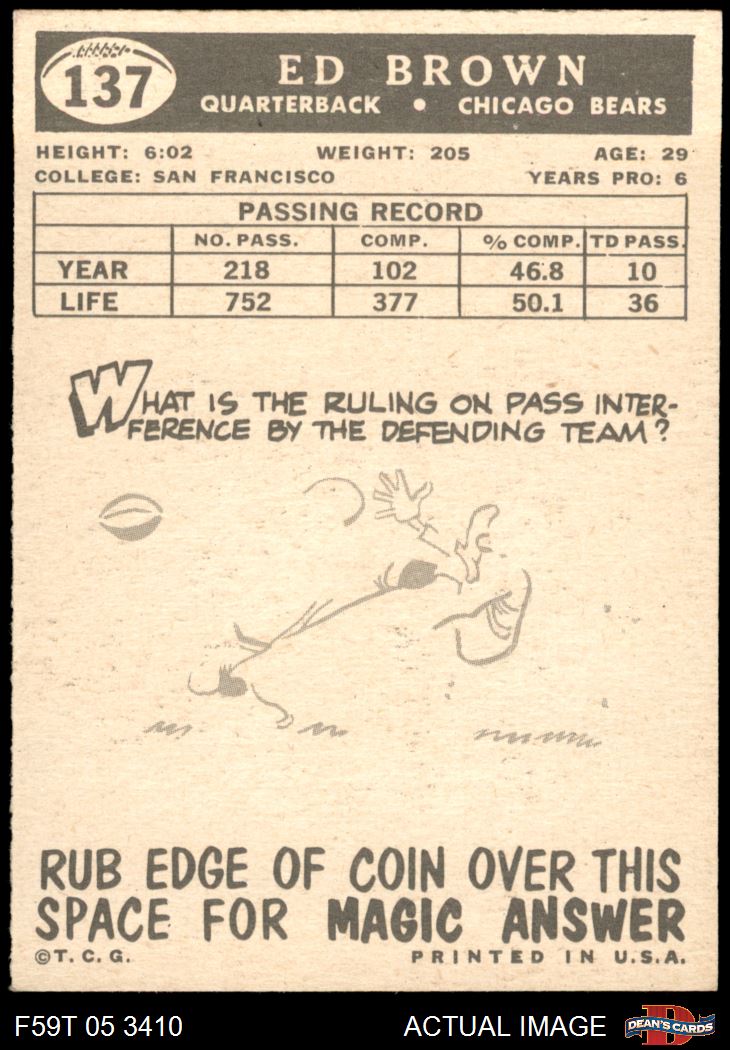 137
ED BROWN
QUARTERBACK • CHICAGO BEARS
HEIGHT: 6:02 WEIGHT: 205 AGE: 29
COLLEGE: SAN FRANCISCO YEARS PRO: 6
PASSING RECORD
NO. PASS. COMP. % COMP. TD PASS.
YEAR 218 102 46.8 10
LIFE 752 377 50.1 36
WHAT IS THE RULING ON PASS INTER-
FERENCE BY THE DEFENDING TEAM?
RUB EDGE OF COIN OVER THIS
SPACE FOR MAGIC ANSWER
©T. C. G. PRINTED IN U.S.A.
F59T 05 3410 ACTUAL IMAGE D DEAN'S CARDS